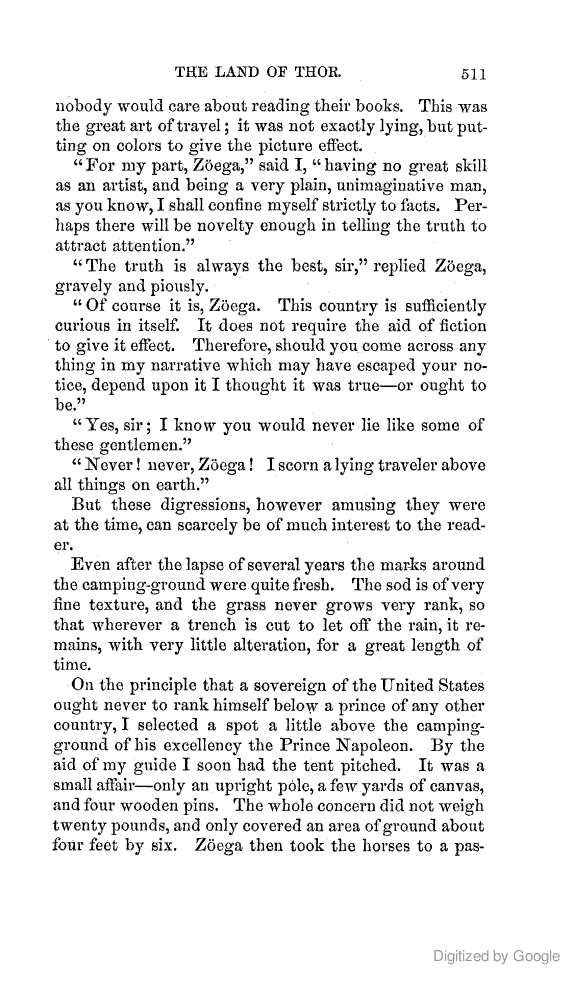 THE LAND OF THOR. 511
nobody would care about reading their books. This was
the great art of travel; it was not exactly lying, but put-
ting on colors to give the picture effect.
"For my part, Zöega," said I, "having no great skill
as an artist, and being a very plain, unimaginative man,
as you know, I shall confine myself strictly to facts. Per-
haps there will be novelty enough in telling the truth to
attract attention."
"The truth is always the best, sir," replied Zöega,
gravely and piously.
"Of course it is, Zöega. This country is sufficiently
curious in itself. It does not require the aid of fiction
to give it effect. Therefore, should you come across any
thing in my narrative which may have escaped your no-
tice, depend upon it I thought it was true—or ought to
be."
"Yes, sir; I know you would never lie like some of
these gentlemen."
"Never! never, Zöega! I scorn a lying traveler above
all things on earth."
But these digressions, however amusing they were
at the time, can scarcely be of much interest to the read-
er.
Even after the lapse of several years the marks around
the camping-ground were quite fresh. The sod is of very
fine texture, and the grass never grows very rank, so
that wherever a trench is cut to let off the rain, it re-
mains, with very little alteration, for a great length of
time.
On the principle that a sovereign of the United States
ought never to rank himself below a prince of any other
country, I selected a spot a little above the camping-
ground of his excellency the Prince Napoleon. By the
aid of my guide I soon had the tent pitched. It was a
small affair—only an upright pole, a few yards of canvas,
and four wooden pins. The whole concern did not weigh
twenty pounds, and only covered an area of ground about
four feet by six. Zöega then took the horses to a pas-
Digitized by Google